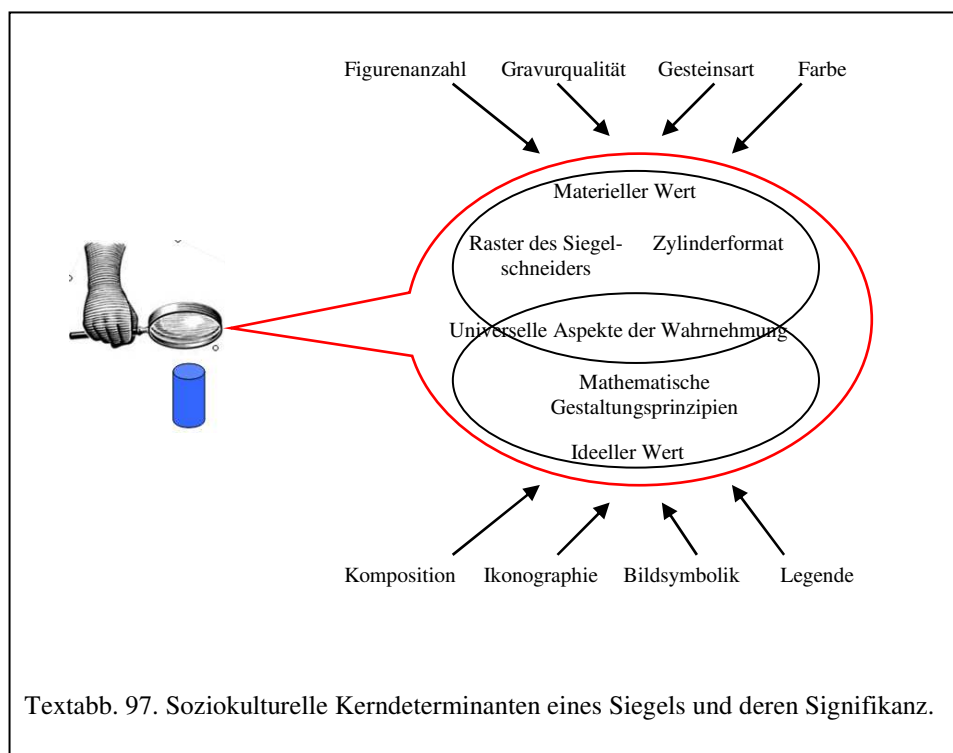 Figurenanzahl Gravurqualität Gesteinsart Farbe
Materieller Wert
Raster des Siegel-
schneiders
Zylinderformat
Universelle Aspekte der Wahrnehmung
Mathematische
Gestaltungsprinzipien
Ideeller Wert
Komposition Ikonographie Bildsymbolik Legende
Textabb. 97. Soziokulturelle Kerndeterminanten eines Siegels und deren Signifikanz.